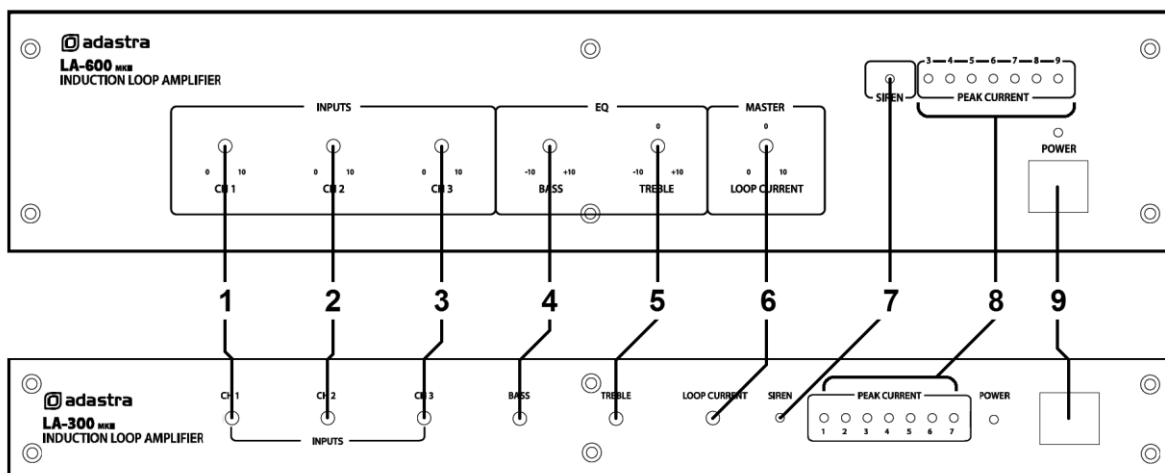 adastra
LA-600 MKII
INDUCTION LOOP AMPLIFIER
INPUTS
EQ
MASTER
3 4 5 6 7 8 9
SIREN
PEAK CURRENT
POWER
0 0
0 10 0 10 0 10 -10 +10 -10 +10 0 10
CH 1 CH 2 CH 3 BASS TREBLE LOOP CURRENT
1 2 3 4 5 6 7 8 9
adastra
LA-300 MKII
INDUCTION LOOP AMPLIFIER
CH 1 CH 2 CH 3 BASS TREBLE LOOP CURRENT SIREN PEAK CURRENT POWER
INPUTS
1 2 3 4 5 6 7